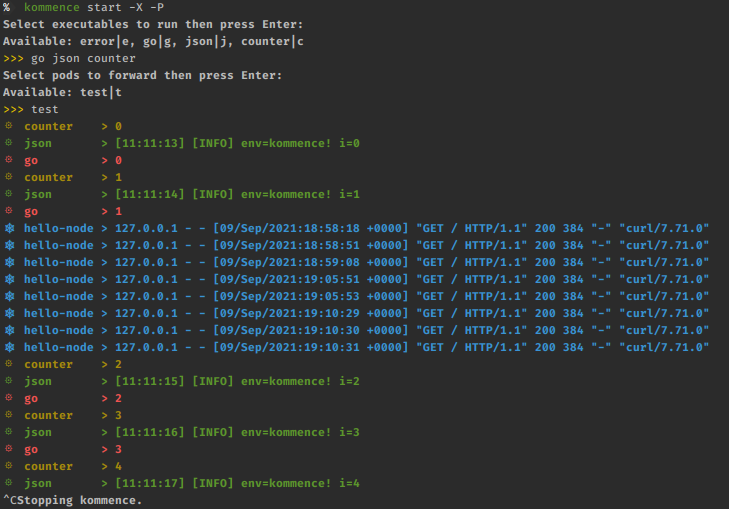 % kommence start -X -P
Select executables to run then press Enter:
Available: error|e, go|g, json|j, counter|c
>>> go json counter
Select pods to forward then press Enter:
Available: test|t
>>> test
⚙ counter > 0
⚙ json > [11:11:13] [INFO] env=kommence! i=0
⚙ go > 0
⚙ counter > 1
⚙ json > [11:11:14] [INFO] env=kommence! i=1
⚙ go > 1
❄ hello-node > 127.0.0.1 - - [09/Sep/2021:18:58:18 +0000] "GET / HTTP/1.1" 200 384 "-" "curl/7.71.0"
❄ hello-node > 127.0.0.1 - - [09/Sep/2021:18:58:51 +0000] "GET / HTTP/1.1" 200 384 "-" "curl/7.71.0"
❄ hello-node > 127.0.0.1 - - [09/Sep/2021:18:59:08 +0000] "GET / HTTP/1.1" 200 384 "-" "curl/7.71.0"
❄ hello-node > 127.0.0.1 - - [09/Sep/2021:19:05:51 +0000] "GET / HTTP/1.1" 200 384 "-" "curl/7.71.0"
❄ hello-node > 127.0.0.1 - - [09/Sep/2021:19:05:53 +0000] "GET / HTTP/1.1" 200 384 "-" "curl/7.71.0"
❄ hello-node > 127.0.0.1 - - [09/Sep/2021:19:10:29 +0000] "GET / HTTP/1.1" 200 384 "-" "curl/7.71.0"
❄ hello-node > 127.0.0.1 - - [09/Sep/2021:19:10:30 +0000] "GET / HTTP/1.1" 200 384 "-" "curl/7.71.0"
❄ hello-node > 127.0.0.1 - - [09/Sep/2021:19:10:31 +0000] "GET / HTTP/1.1" 200 384 "-" "curl/7.71.0"
⚙ counter > 2
⚙ json > [11:11:15] [INFO] env=kommence! i=2
⚙ go > 2
⚙ counter > 3
⚙ json > [11:11:16] [INFO] env=kommence! i=3
⚙ go > 3
⚙ counter > 4
⚙ json > [11:11:17] [INFO] env=kommence! i=4
^CStopping kommence.